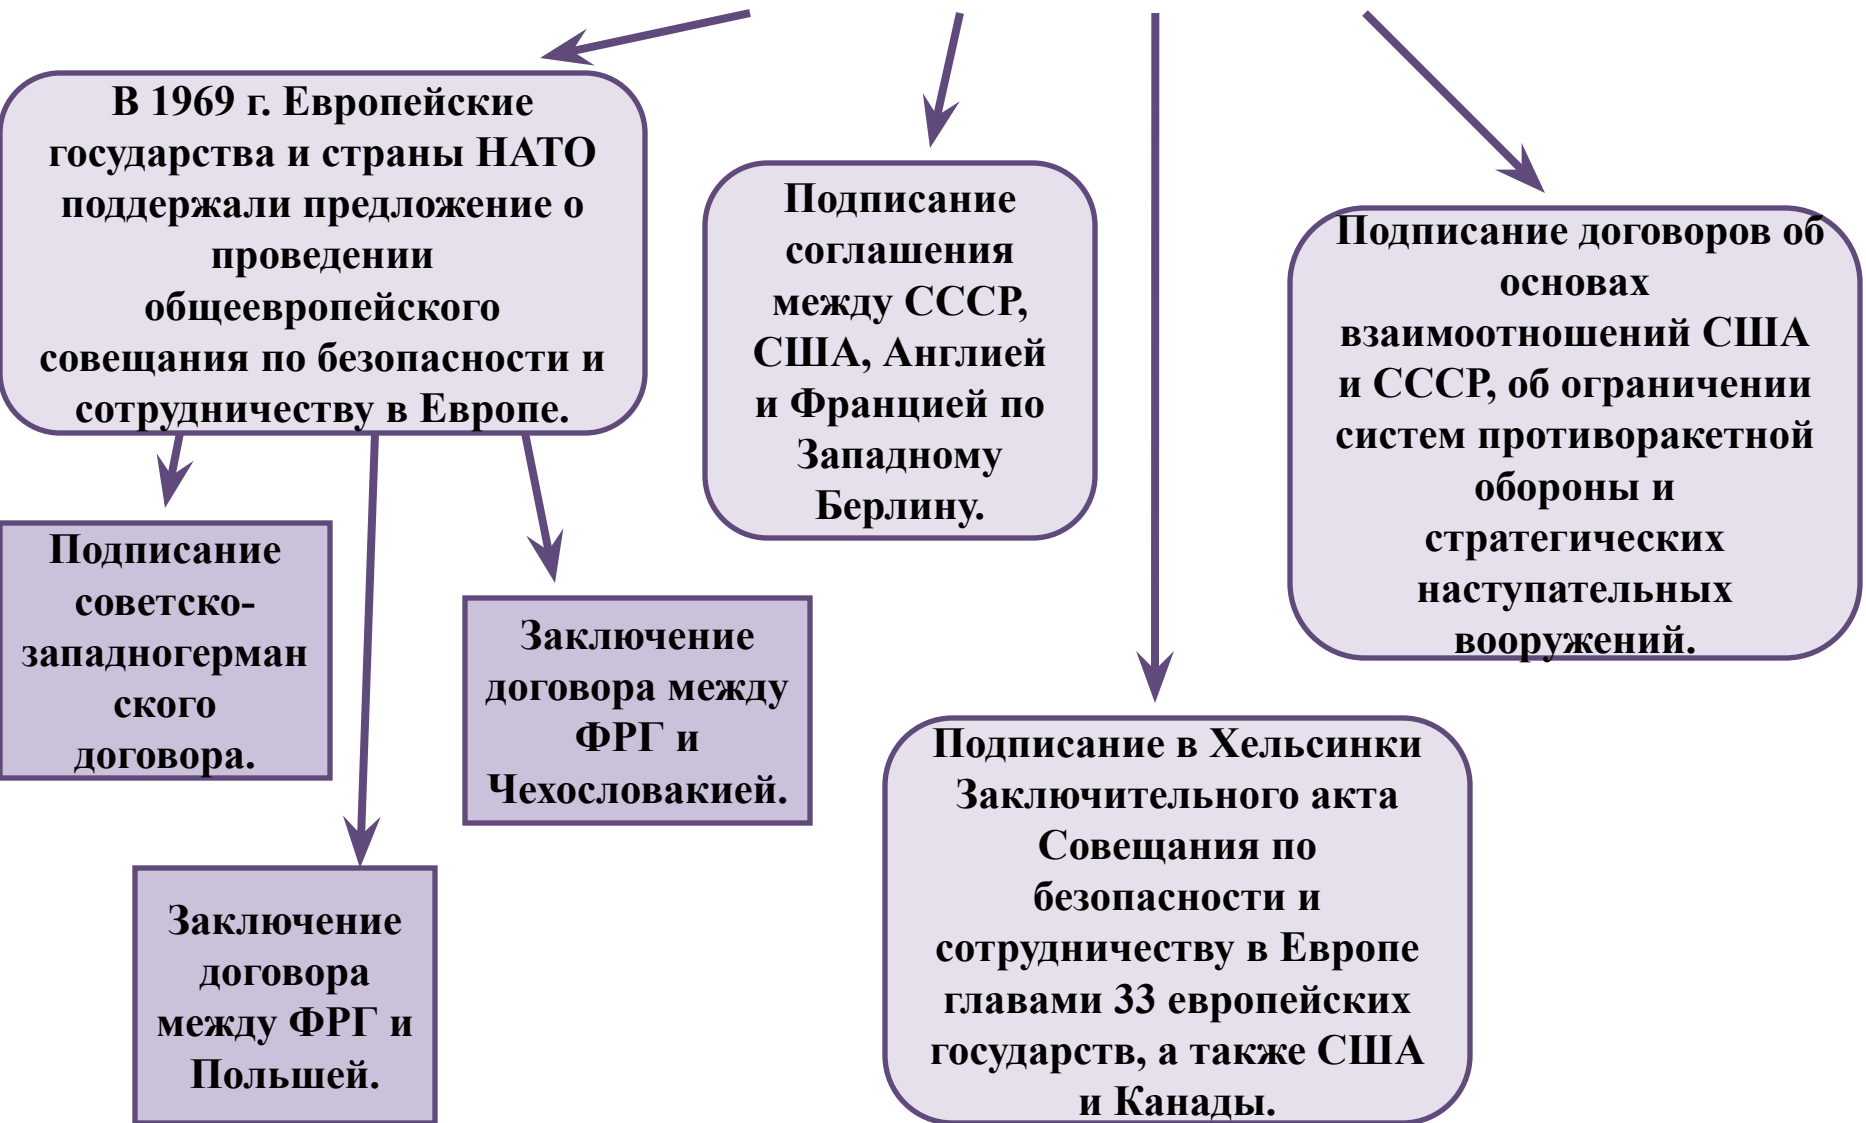 В 1969 г. Европейские
государства и страны НАТО
поддержали предложение о
проведении
общеевропейского
совещания по безопасности и
сотрудничеству в Европе.
Подписание
соглашения
между СССР,
США, Англией
и Францией по
Западному
Берлину.
Подписание договоров об
основах
взаимоотношений США
и СССР, об ограничении
систем противоракетной
обороны и
стратегических
наступательных
вооружений.
Подписание
советско-
западногерман
ского
договора.
Заключение
договора между
ФРГ и
Чехословакией.
Заключение
договора
между ФРГ и
Польшей.
Подписание в Хельсинки
Заключительного акта
Совещания по
безопасности и
сотрудничеству в Европе
главами 33 европейских
государств, а также США
и Канады.